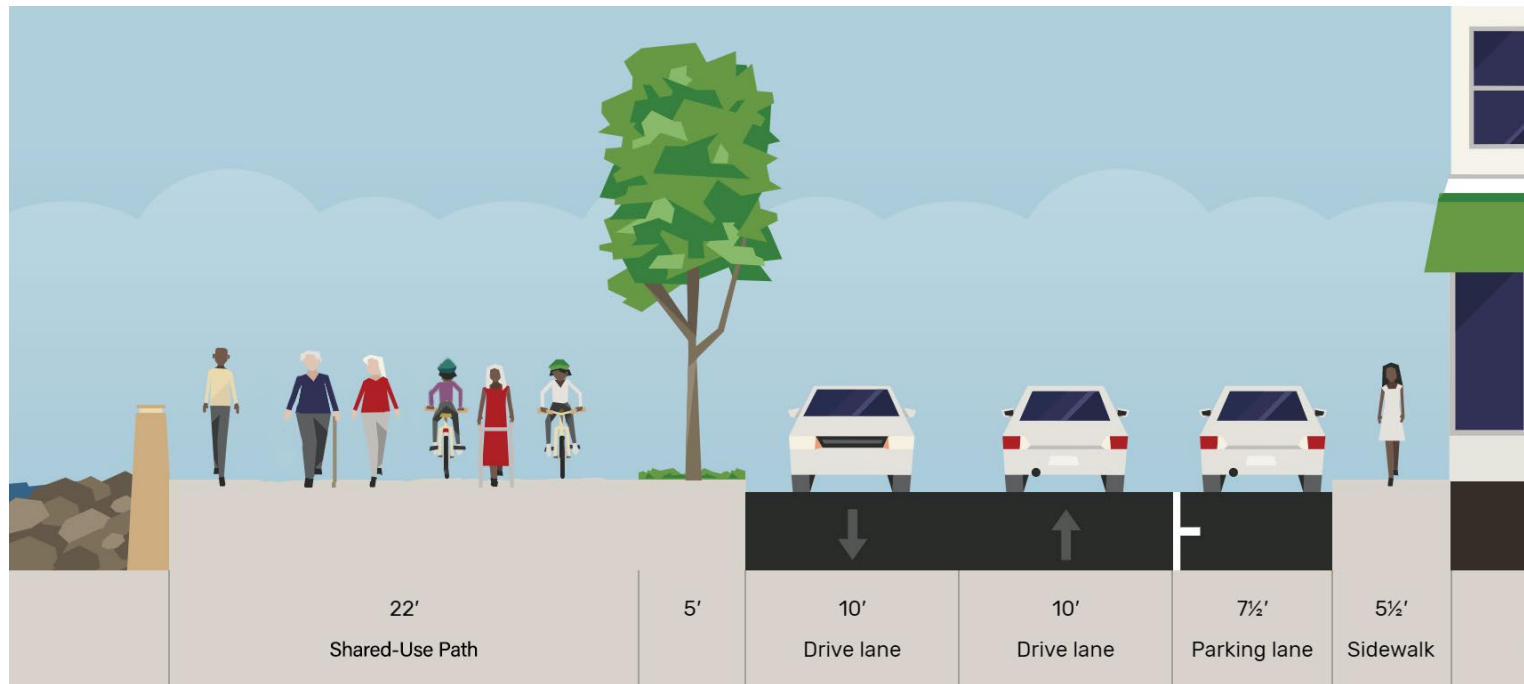 22′ 5′ 10′ 10′ 7½′ 5½′
Shared-Use Path Drive lane Drive lane Parking lane Sidewalk